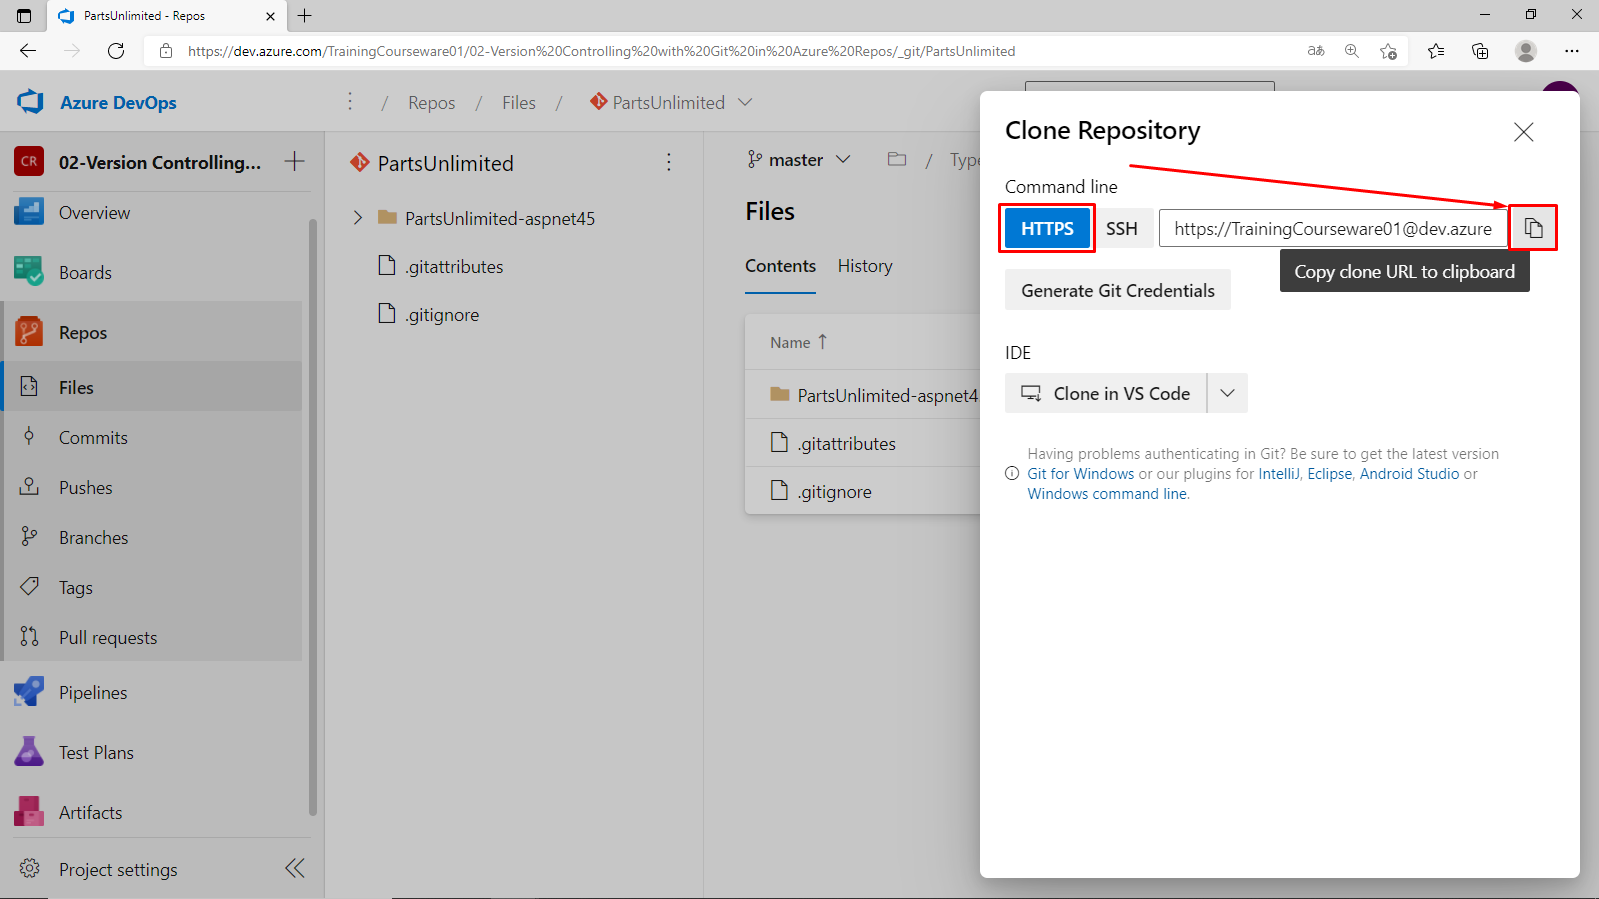 PartsUnlimited - Repos
https://dev.azure.com/TrainingCourseware01/02-Version%20Controlling%20with%20Git%20in%20Azure%20Repos/_git/PartsUnlimited
aあ
Azure DevOps
/ Repos / Files / PartsUnlimited
CR 02-Version Controlling...
Overview
Boards
Repos
Files
Commits
Pushes
Branches
Tags
Pull requests
Pipelines
Test Plans
Artifacts
Project settings
PartsUnlimited
PartsUnlimited-aspnet45
.gitattributes
.gitignore
master / Type
Files
Contents History
Name ↑
PartsUnlimited-aspnet4
.gitattributes
.gitignore
Clone Repository
Command line
HTTPS SSH https://TrainingCourseware01@dev.azure
Copy clone URL to clipboard
Generate Git Credentials
IDE
Clone in VS Code
Having problems authenticating in Git? Be sure to get the latest version
Git for Windows or our plugins for IntelliJ, Eclipse, Android Studio or
Windows command line.